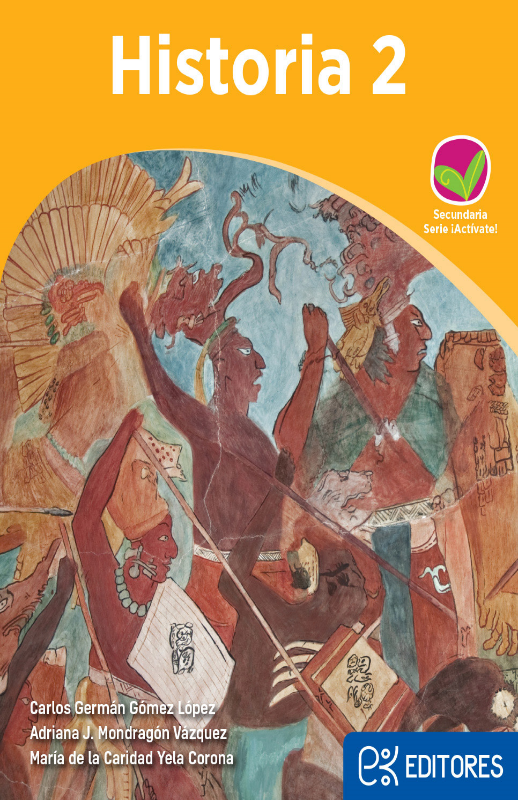 Historia 2
Secundaria
Serie ¡Actívate!
Carlos Germán Gómez López
Adriana J. Mondragón Vázquez
María de la Caridad Yela Corona
EDITORES